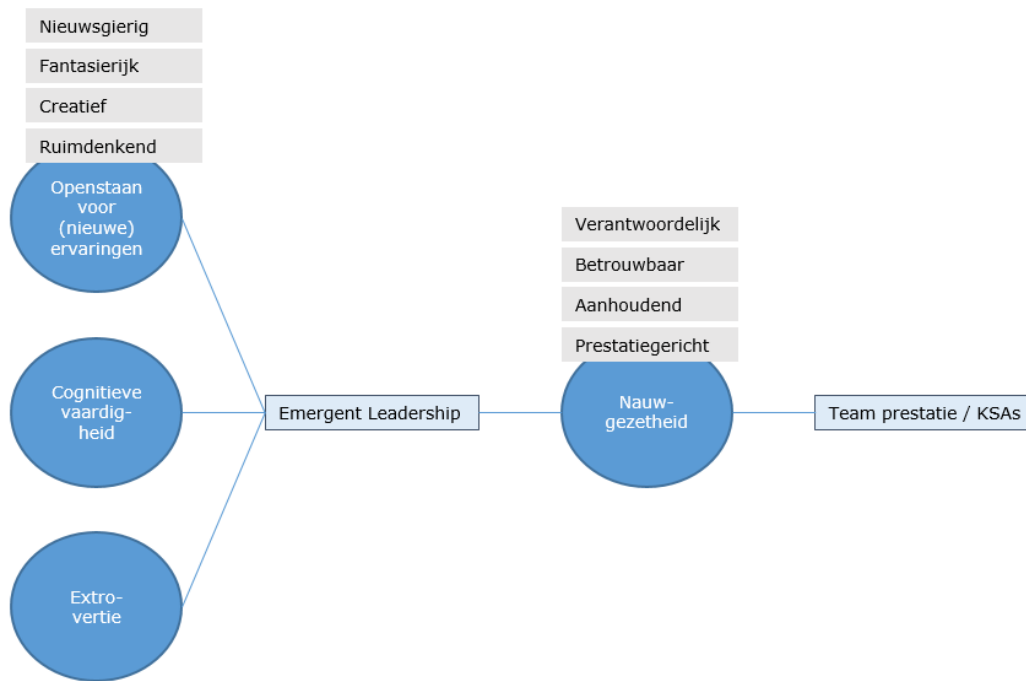 Nieuwsgierig
Fantasierijk
Creatief
Ruimdenkend
Openstaan
voor
(nieuwe)
ervaringen
Cognitieve
vaardig-
heid
Extro-
vertie
Emergent Leadership
Verantwoordelijk
Betrouwbaar
Aanhoudend
Prestatiegericht
Nauw-
gezetheid
Team prestatie / KSAs